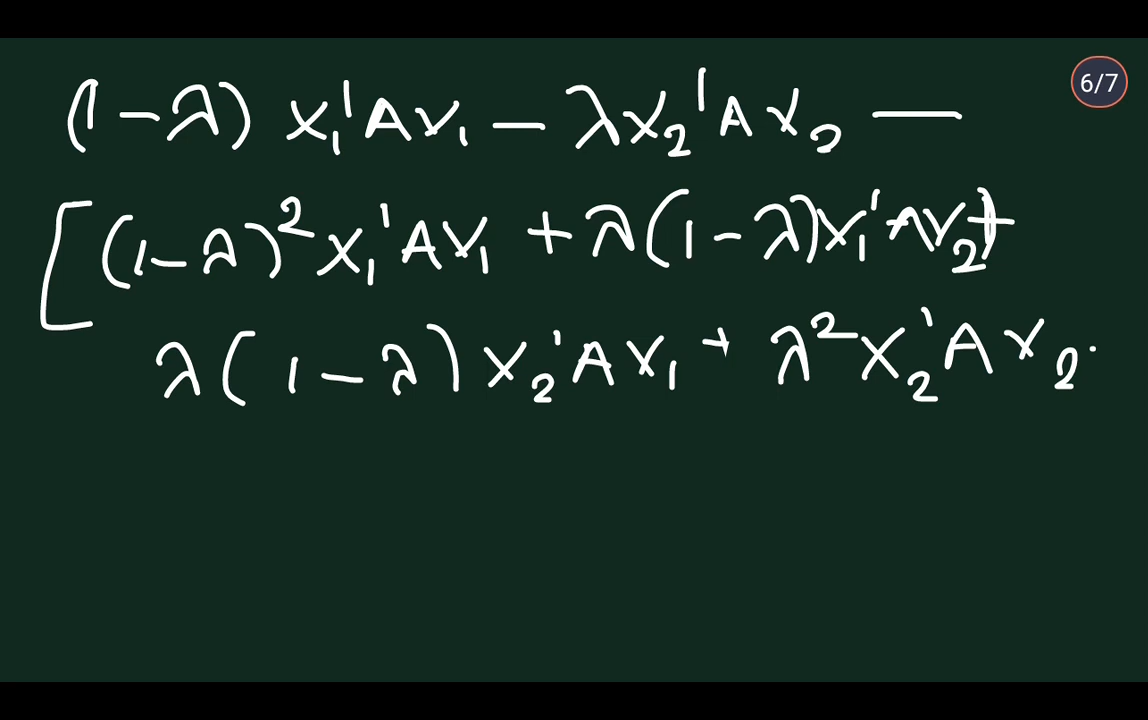 (1-λ) x₁'Ax₁ - λx₂'Ax₂ -
6/7
[(1-λ)²x₁'Ax₁ + λ(1-λ)x₁'Ax₂)+
λ(1-λ)x₂'Ax₁ + λ²x₂'Ax₂.